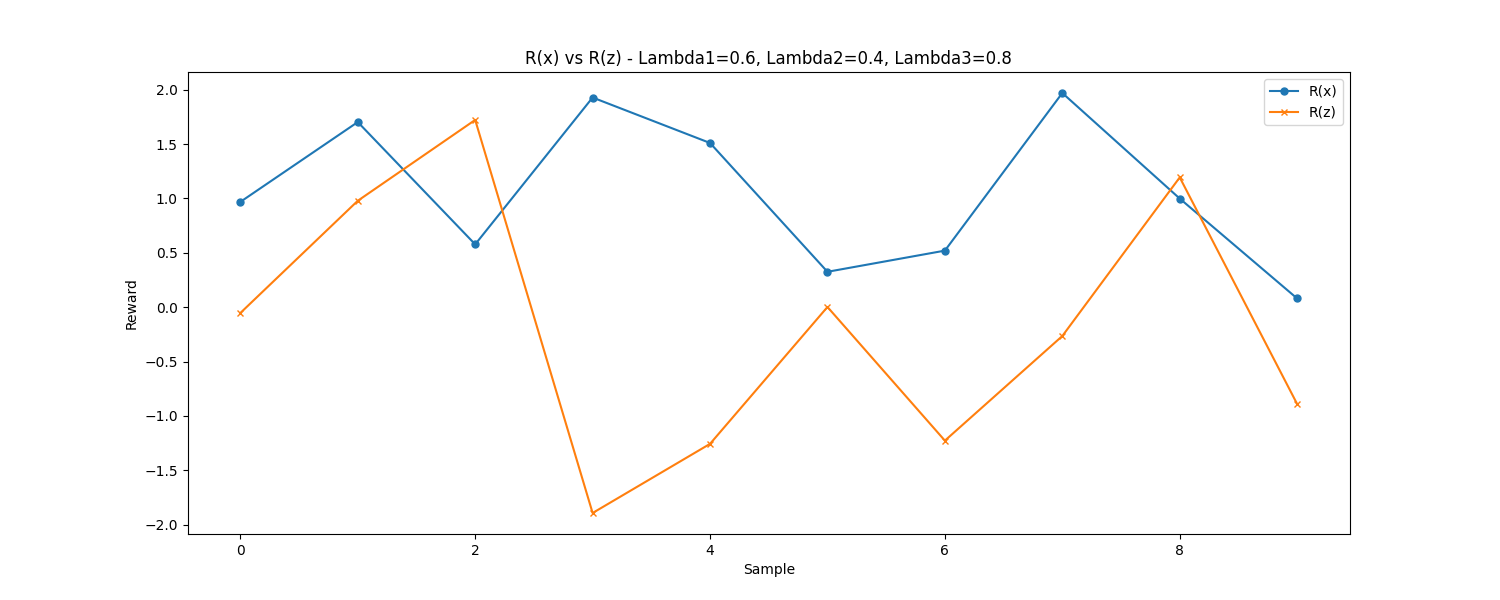 R(x) vs R(z) - Lambda1=0.6, Lambda2=0.4, Lambda3=0.8
R(x)
R(z)
Reward
2.0
1.5
1.0
0.5
0.0
−0.5
−1.0
−1.5
−2.0
0 2 4 6 8
Sample